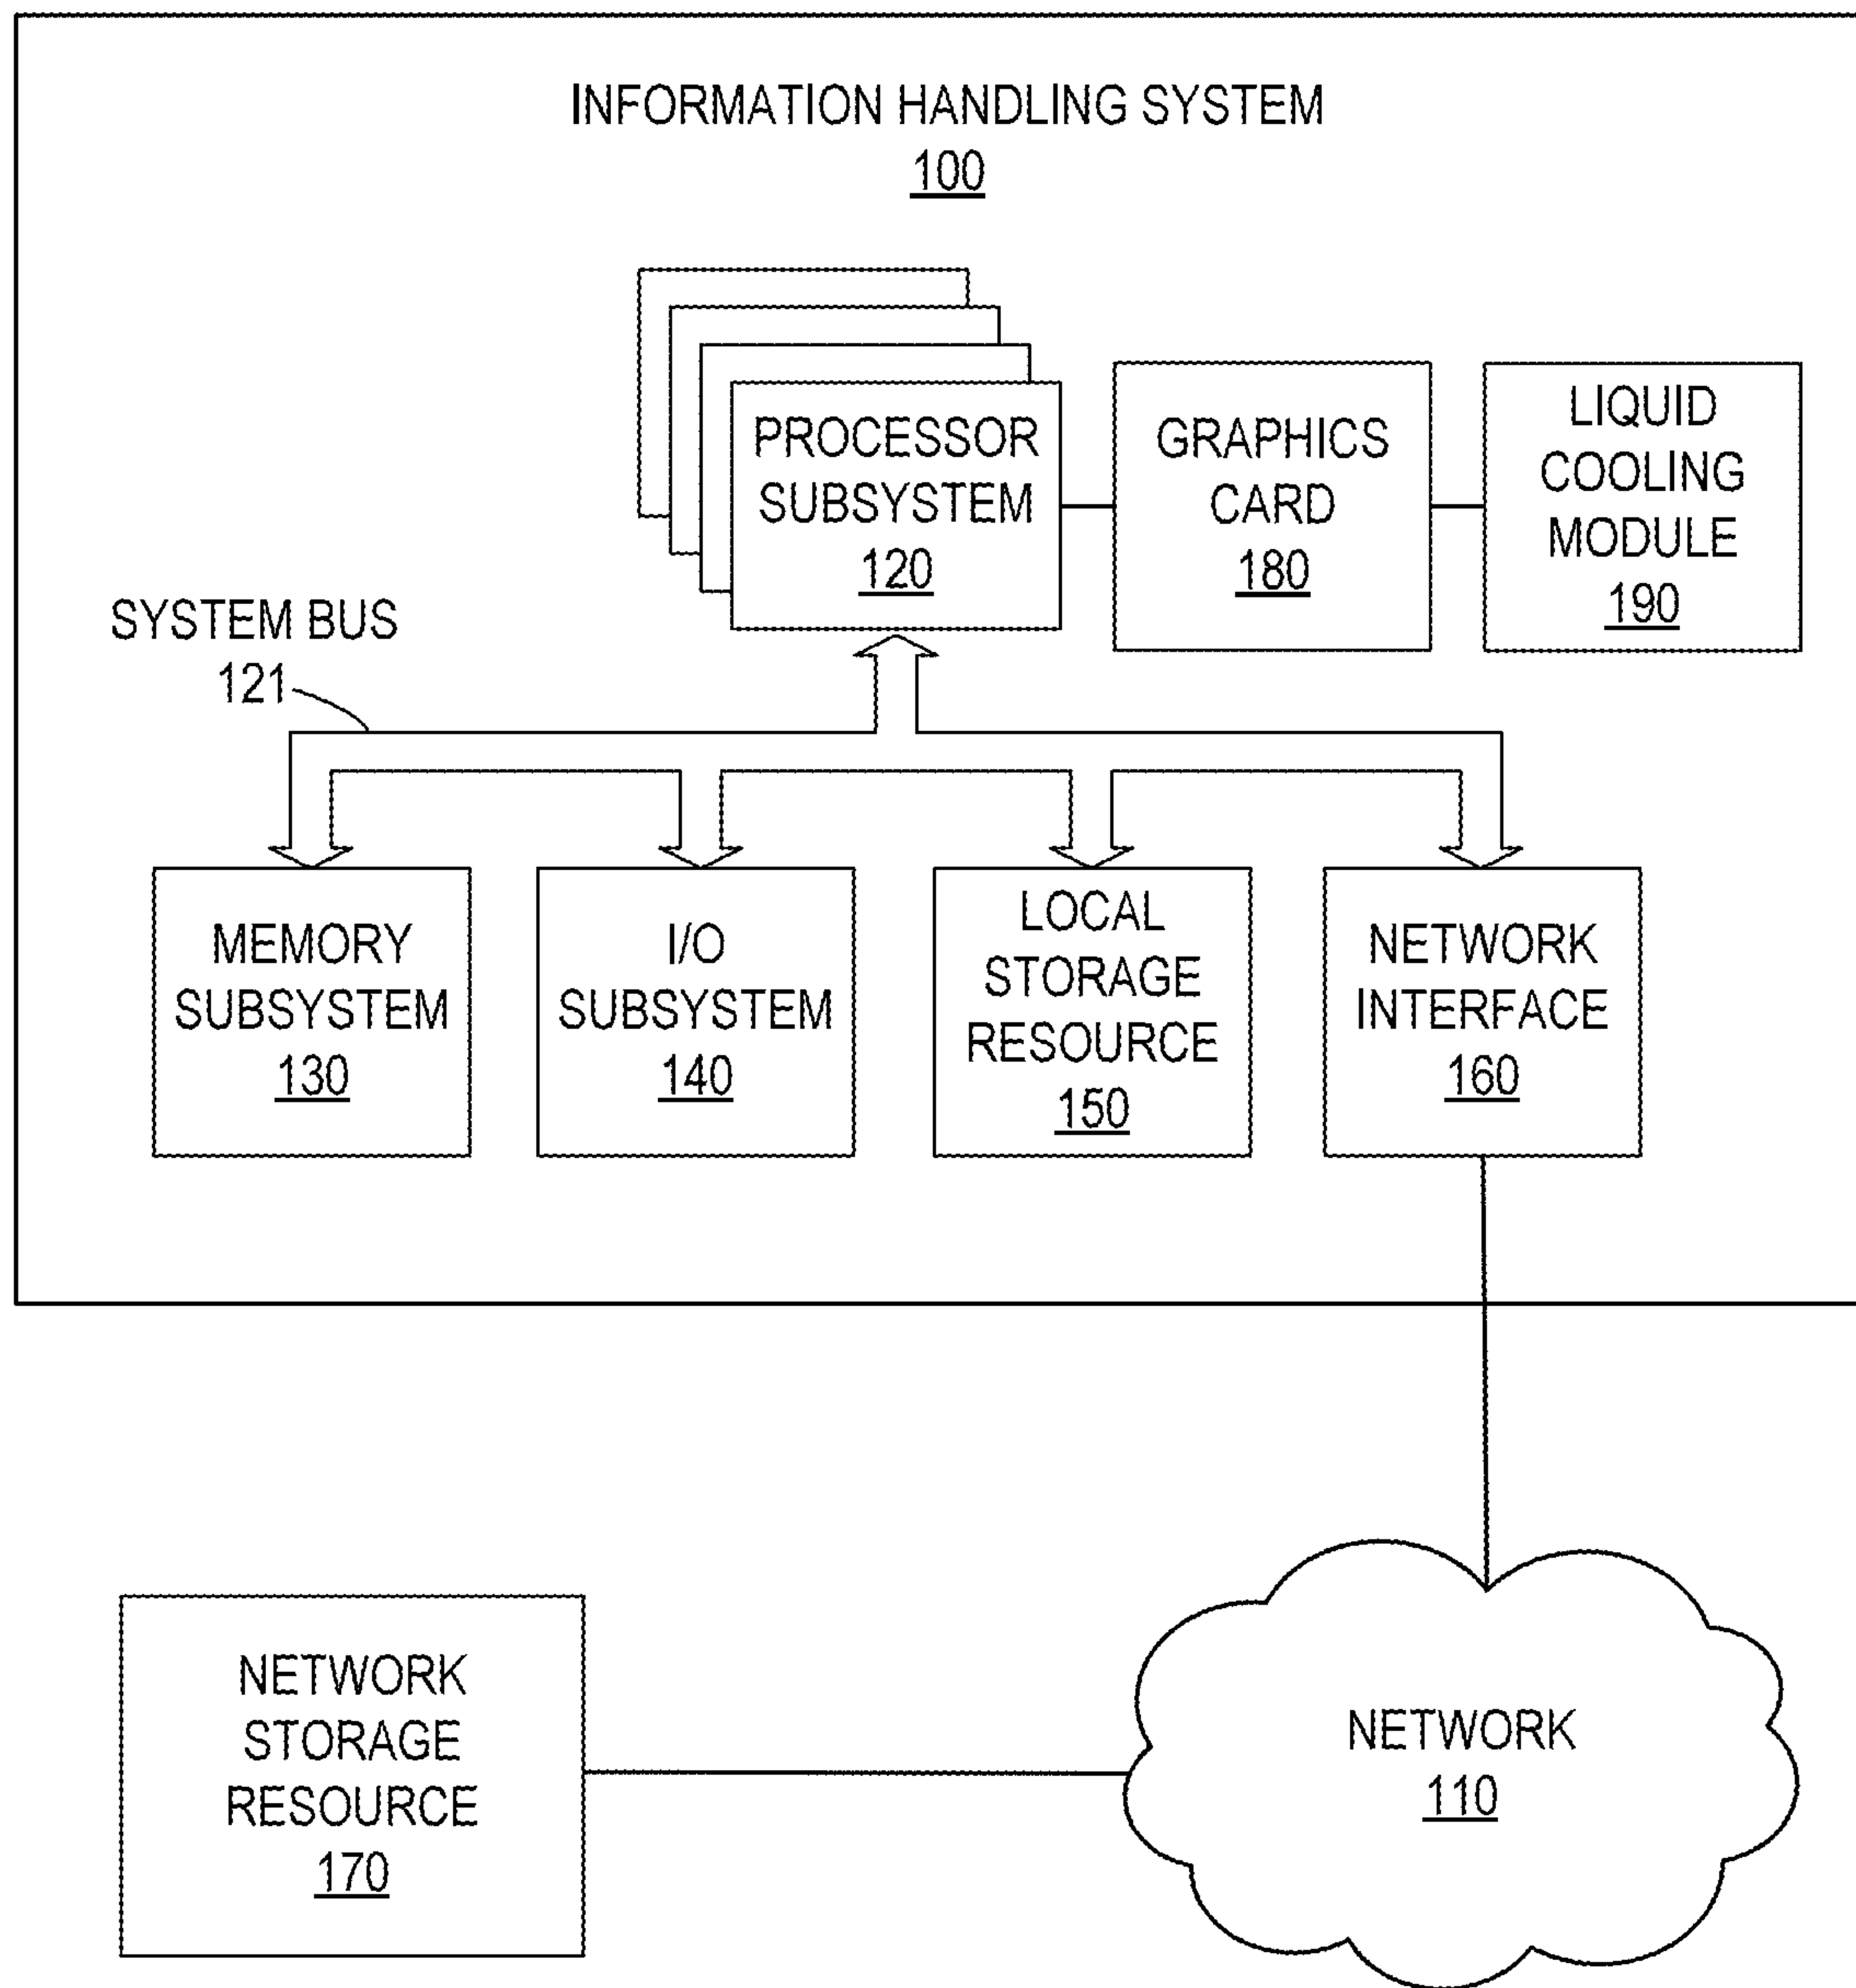 INFORMATION HANDLING SYSTEM
100
PROCESSOR
SUBSYSTEM
120
GRAPHICS
CARD
180
LIQUID
COOLING
MODULE
190
SYSTEM BUS
121
MEMORY
SUBSYSTEM
130
I/O
SUBSYSTEM
140
LOCAL
STORAGE
RESOURCE
150
NETWORK
INTERFACE
160
NETWORK
STORAGE
RESOURCE
170
NETWORK
110